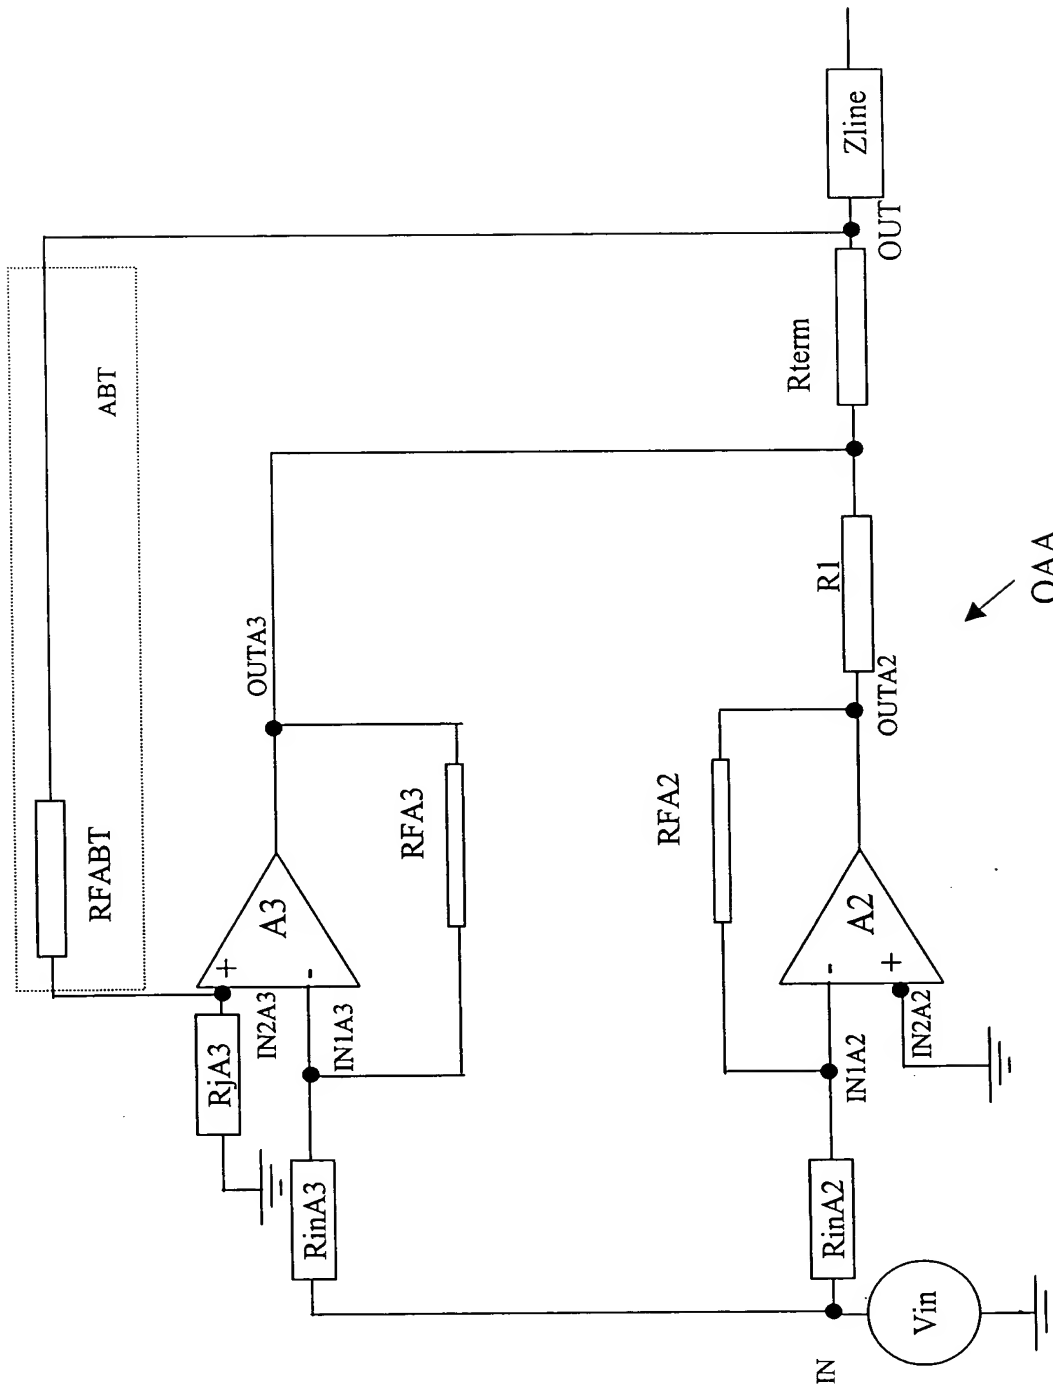 ABT
RFABT
Zline
OUT
Rterm
OUTA3
A3
+
-
IN2A3
RjA3
IN1A3
RFA3
RinA3
R1
OUTA2
RFA2
A2
-
+
IN2A2
IN1A2
RinA2
Vin
IN
OAA